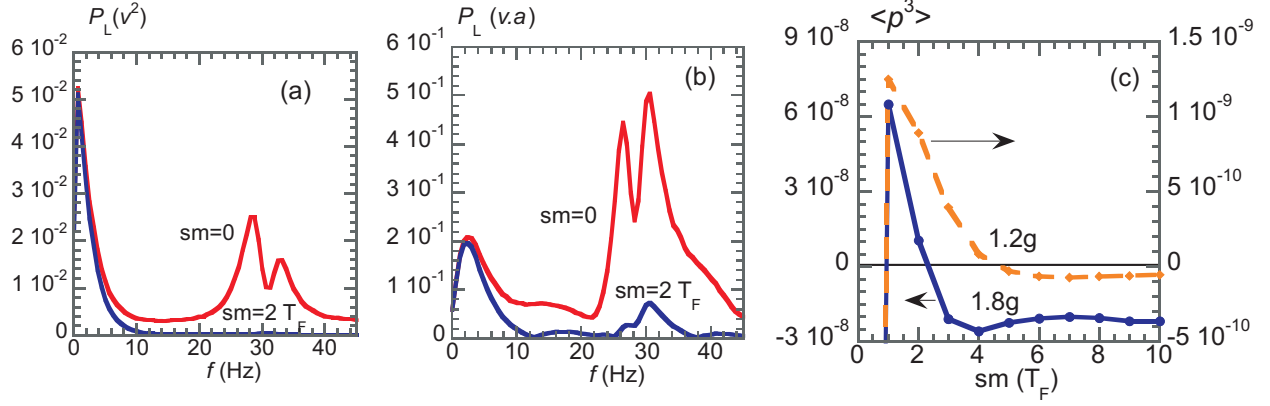 P_L(v^2)
6 10^-2
5 10^-2
4 10^-2
3 10^-2
2 10^-2
1 10^-2
0
(a)
sm=0
sm=2 T_F
0 10 20 30 40
f (Hz)
P_L (v.a)
6 10^-1
5 10^-1
4 10^-1
3 10^-1
2 10^-1
1 10^-1
0
(b)
sm=0
sm=2 T_F
0 10 20 30 40
f (Hz)
<p^3>
9 10^-8
6 10^-8
3 10^-8
0
-3 10^-8
(c)
1.2g
1.8g
1.5 10^-9
1 10^-9
5 10^-10
0
-5 10^-10
0 2 4 6 8 10
sm (T_F)